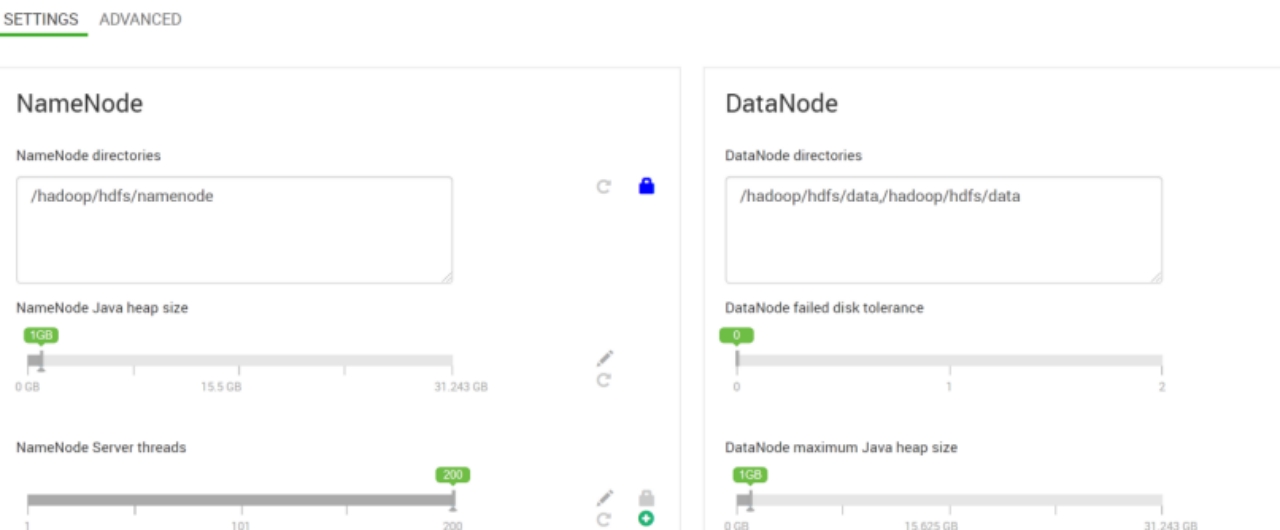 SETTINGS ADVANCED
NameNode
NameNode directories
/hadoop/hdfs/namenode
NameNode Java heap size
1GB
0 GB 15.5 GB 31.243 GB
NameNode Server threads
200
1 101 200
DataNode
DataNode directories
/hadoop/hdfs/data,/hadoop/hdfs/data
DataNode failed disk tolerance
0
0 1 2
DataNode maximum Java heap size
1GB
0 GB 15.625 GB 31.243 GB